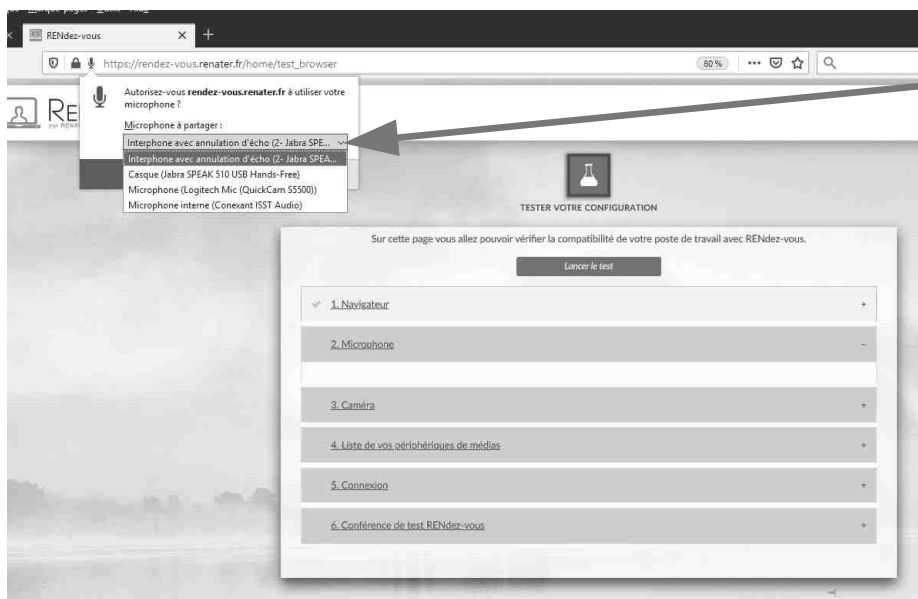 RENdez-vous
https://rendez-vous.renater.fr/home/test_browser
80 %
Autorisez-vous rendez-vous.renater.fr à utiliser votre
microphone ?
Microphone à partager :
Interphone avec annulation d'écho (2- Jabra SPE...
Interphone avec annulation d'écho (2- Jabra SPEA...
Casque (Jabra SPEAK 510 USB Hands-Free)
Microphone (Logitech Mic (QuickCam S5500))
Microphone interne (Conexant ISST Audio)
RE
TESTER VOTRE CONFIGURATION
Sur cette page vous allez pouvoir vérifier la compatibilité de votre poste de travail avec RENdez-vous.
Lancer le test
1. Navigateur
2. Microphone
3. Caméra
4. Liste de vos périphériques de médias
5. Connexion
6. Conférence de test RENdez-vous